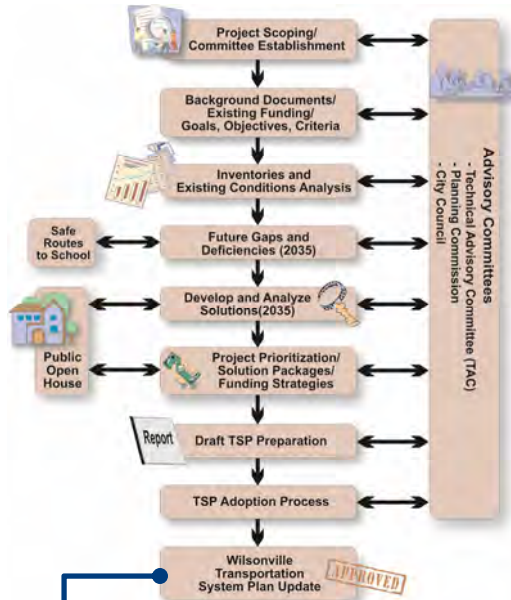 Project Scoping/
Committee Establishment
Background Documents/
Existing Funding/
Goals, Objectives, Criteria
Inventories and
Existing Conditions Analysis
Safe
Routes
to School
Future Gaps and
Deficiencies (2035)
Develop and Analyze
Solutions(2035)
Public
Open
House
Project Prioritization/
Solution Packages/
Funding Strategies
Report
Draft TSP Preparation
TSP Adoption Process
Wilsonville
Transportation
System Plan Update
APPROVED
Advisory Committees
- Technical Advisory Committee (TAC)
- Planning Commission
- City Council